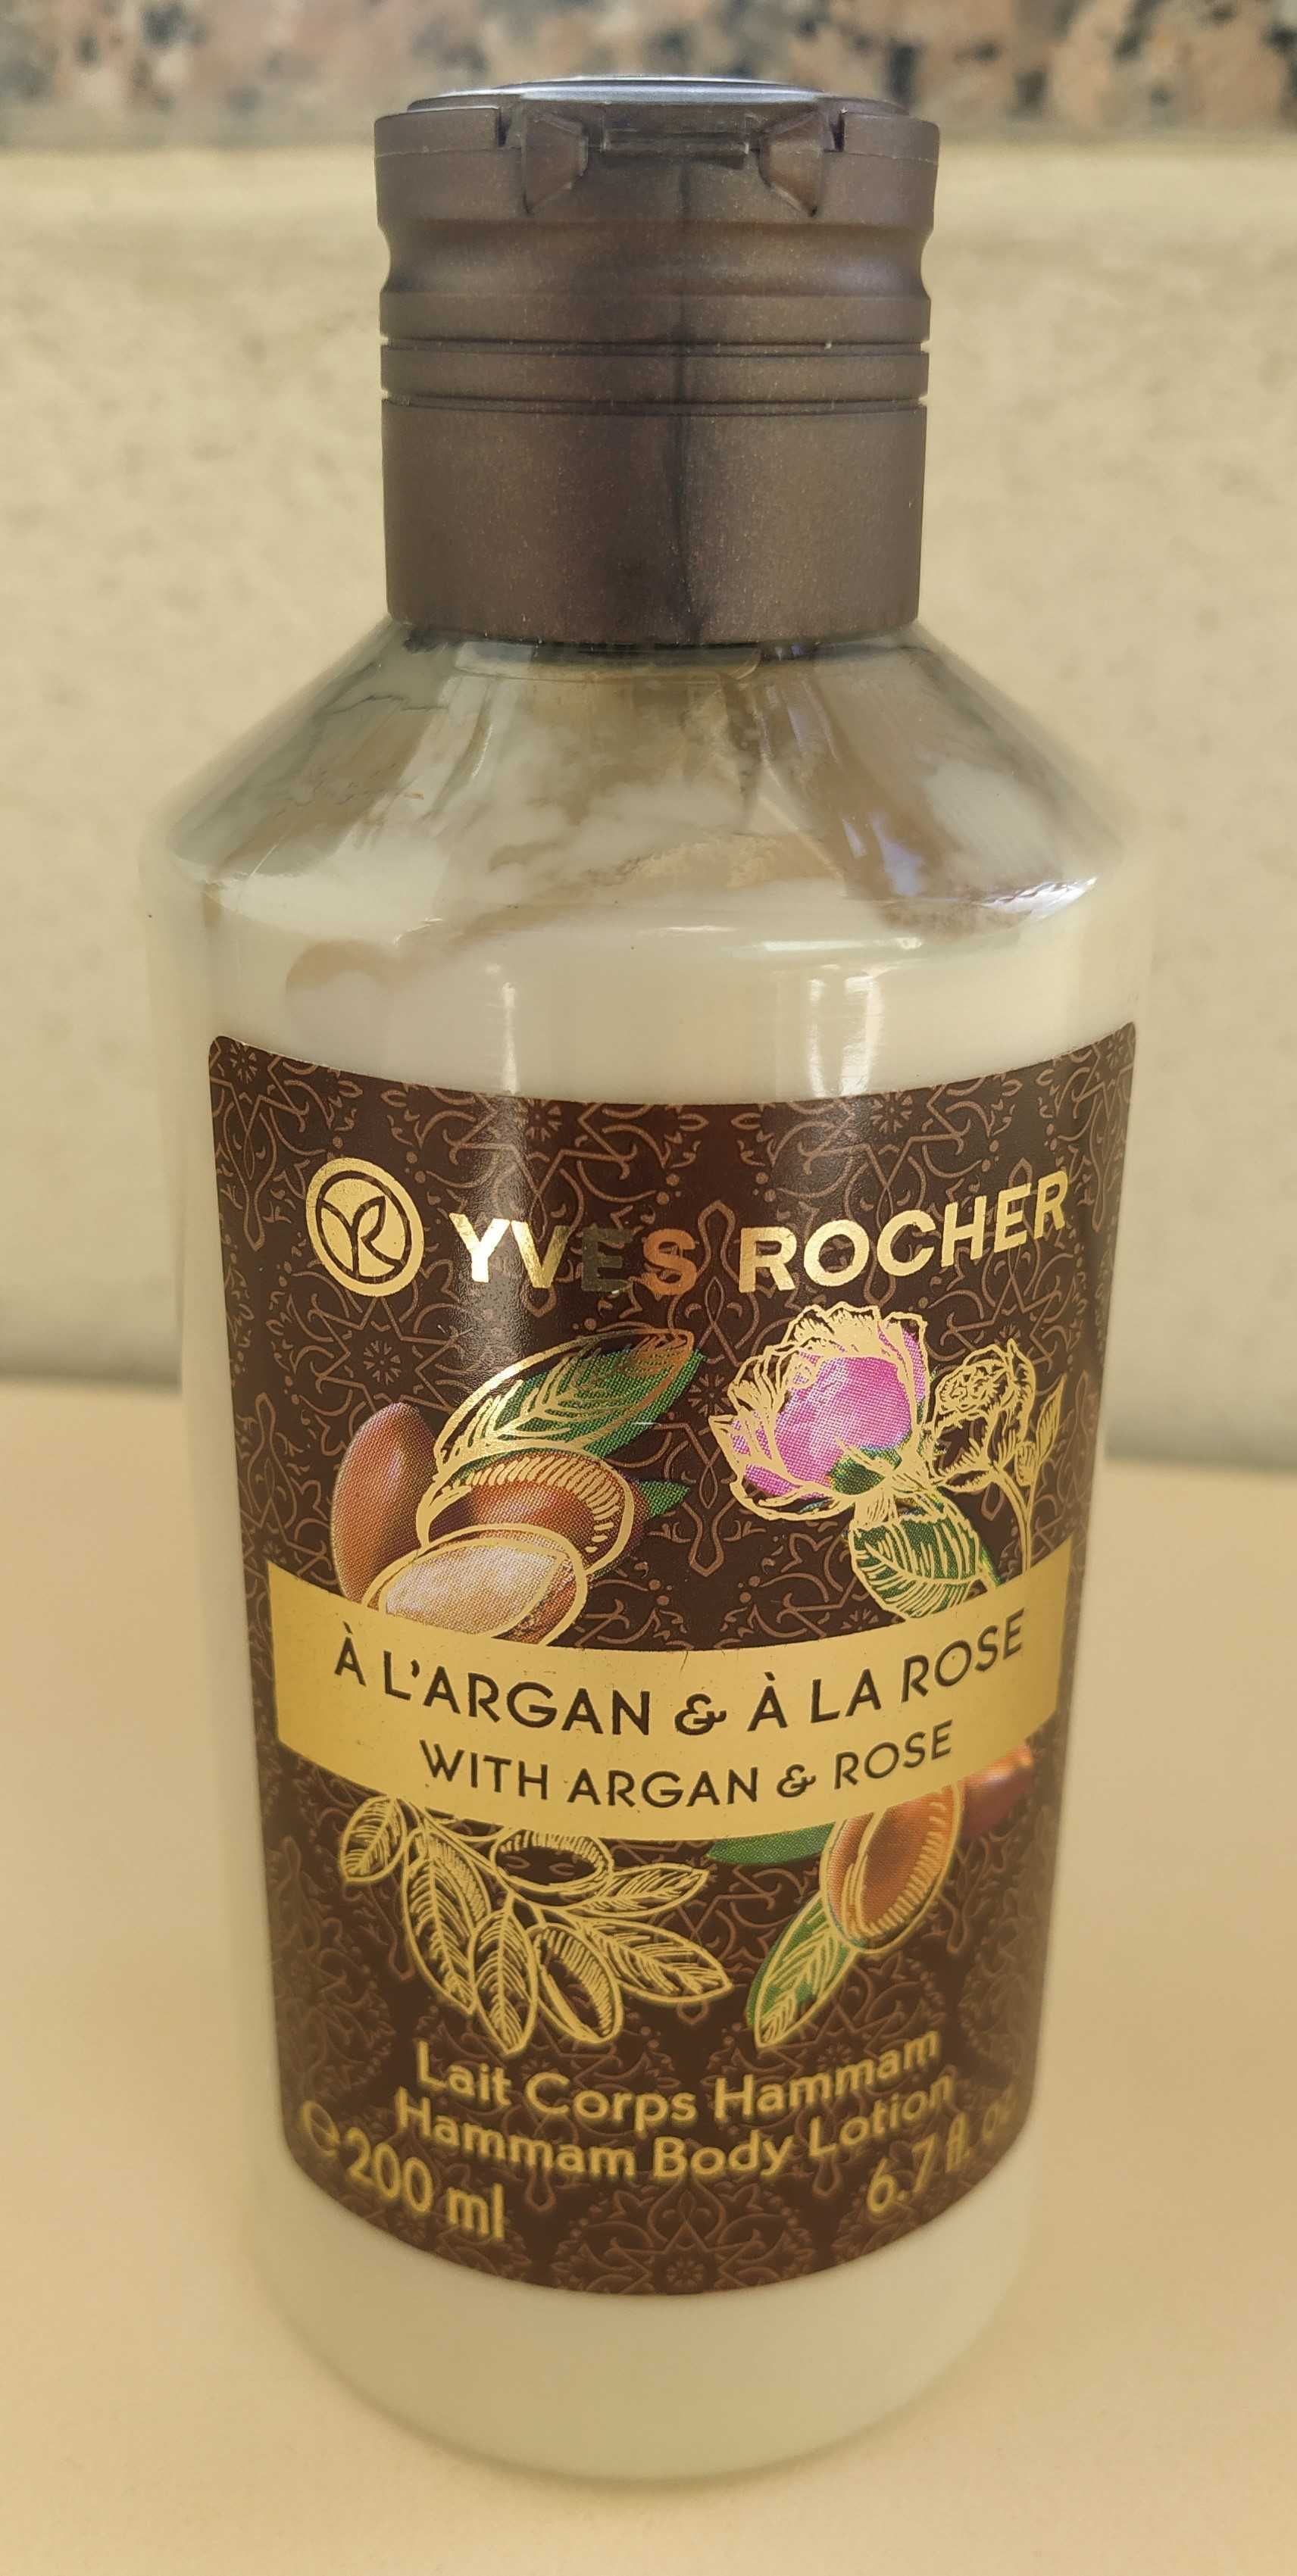 YVES ROCHER
À L'ARGAN & À LA ROSE
WITH ARGAN & ROSE
Lait Corps Hammam
Hammam Body Lotion
℮ 200 ml 6.7 fl. oz